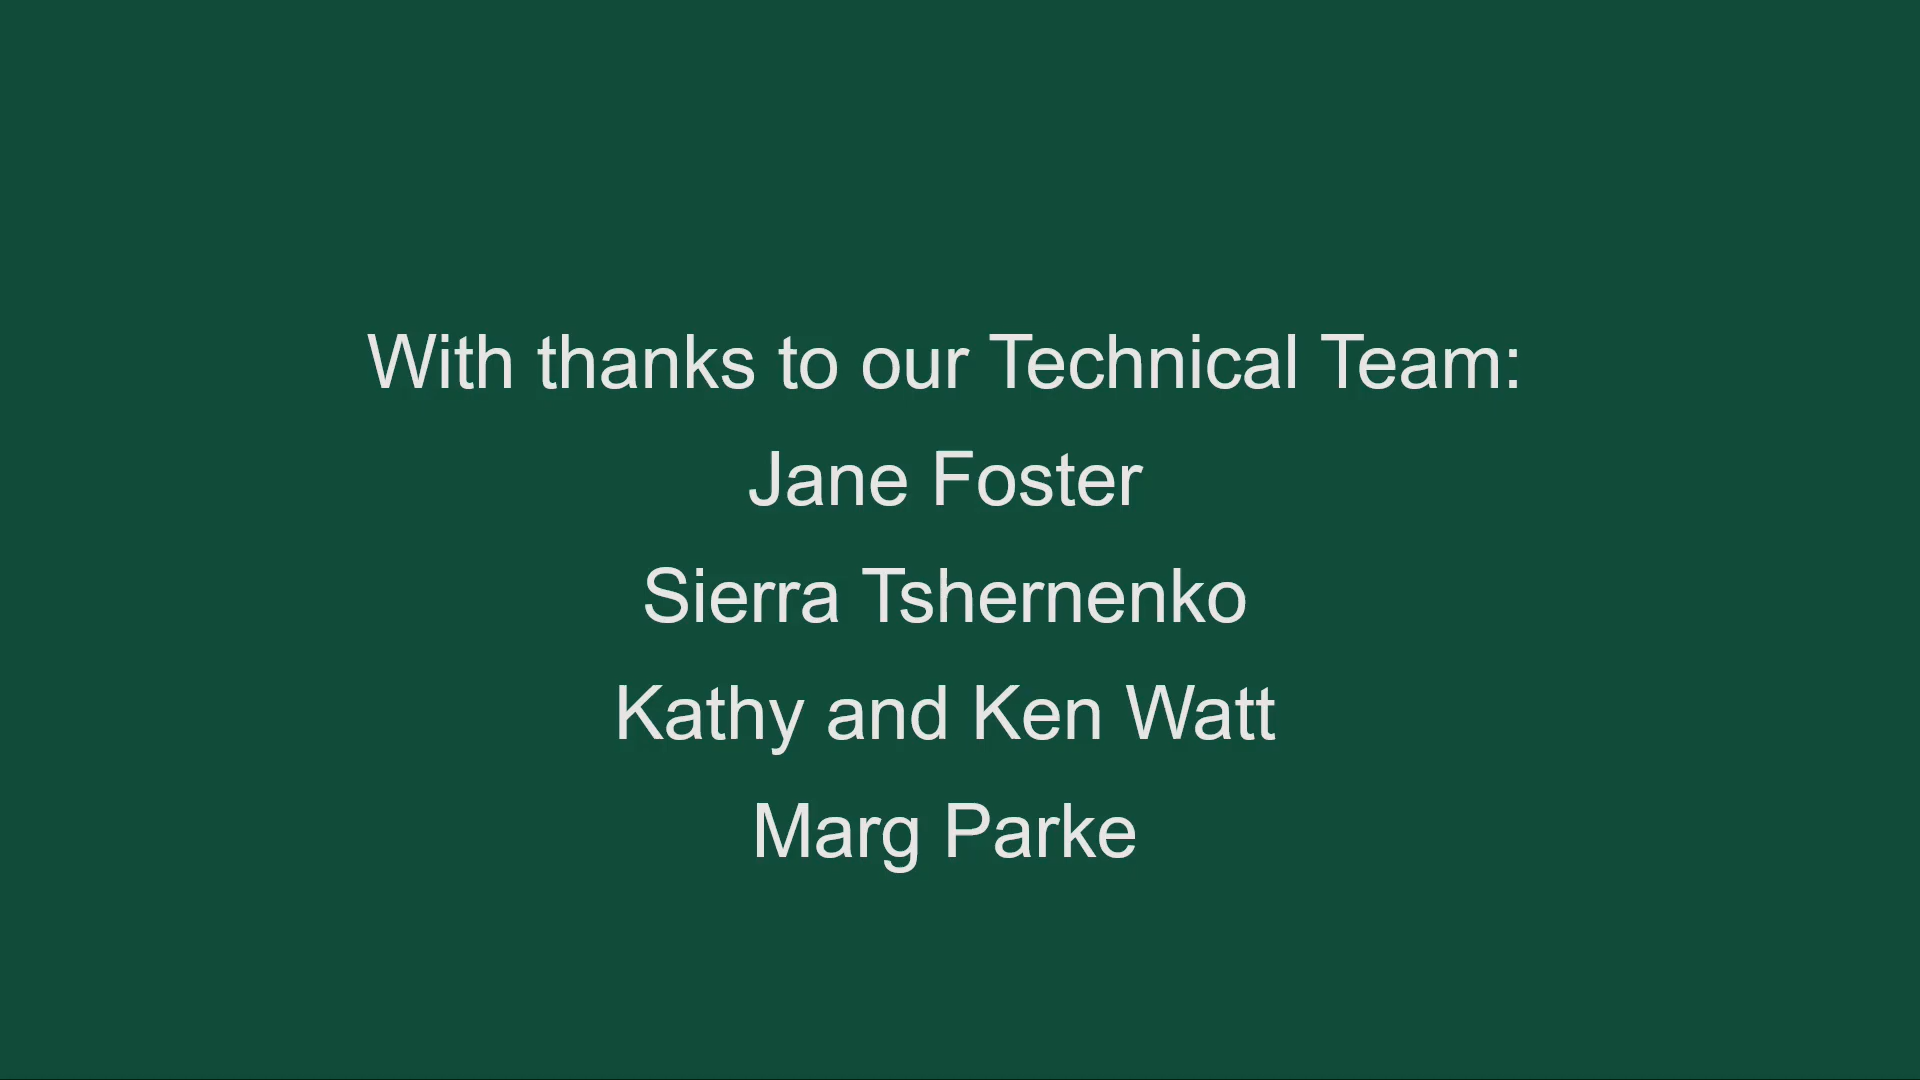 With thanks to our Technical Team:
Jane Foster
Sierra Tshernenko
Kathy and Ken Watt
Marg Parke